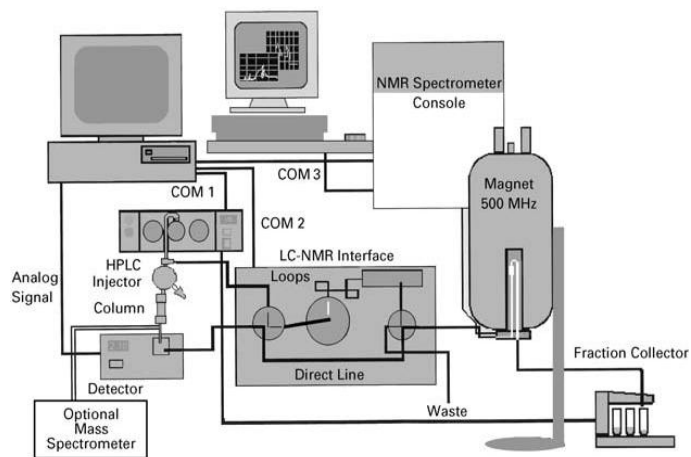 NMR Spectrometer
Console
COM 3
COM 1
COM 2
Magnet
500 MHz
HPLC
Injector
LC-NMR Interface
Loops
Analog
Signal
Column
Detector
Direct Line
Waste
Fraction Collector
Optional
Mass
Spectrometer